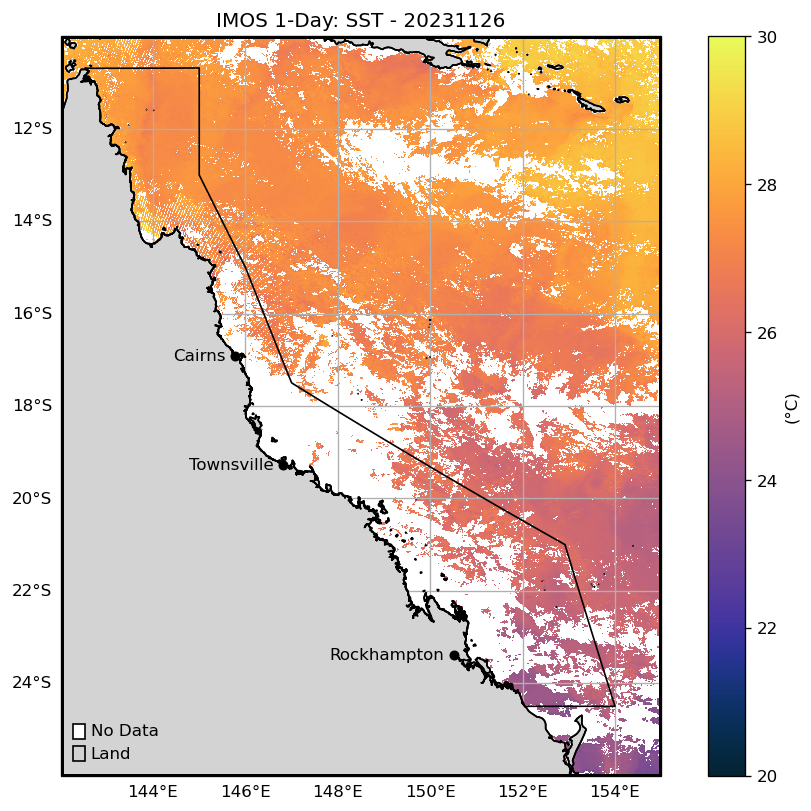 IMOS 1-Day: SST - 20231126
30
12°S
28
14°S
16°S
26
Cairns
(°C)
18°S
Townsville
24
20°S
22°S
22
Rockhampton
24°S
No Data
Land
20
144°E 146°E 148°E 150°E 152°E 154°E